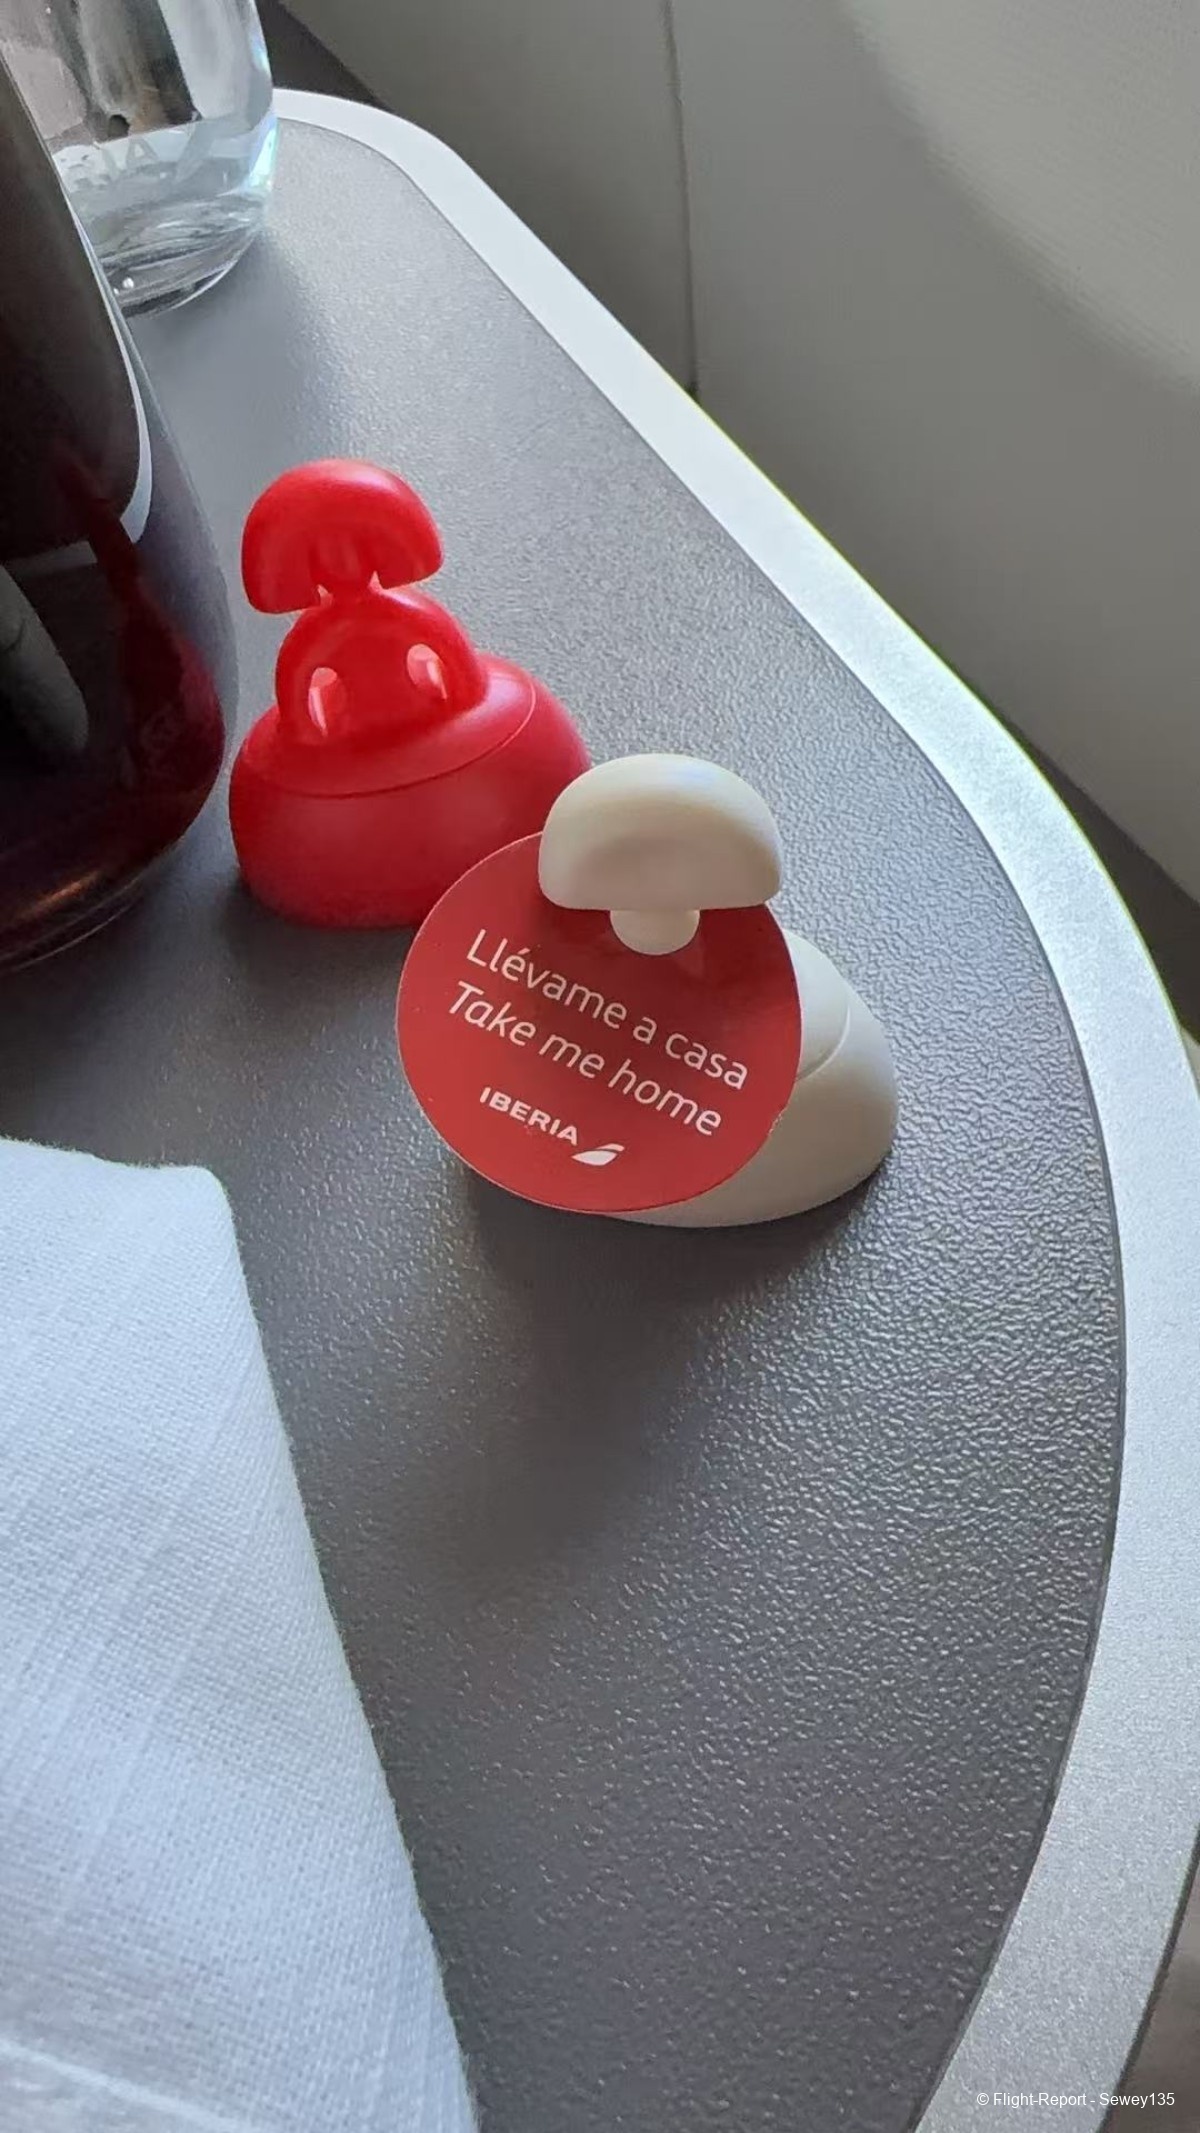 Llévame a casa
Take me home
IBERIA
© Flight-Report - Sewey135